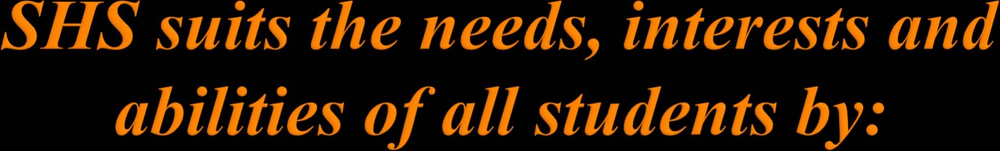 SHS suits the needs, interests and
abilities of all students by: